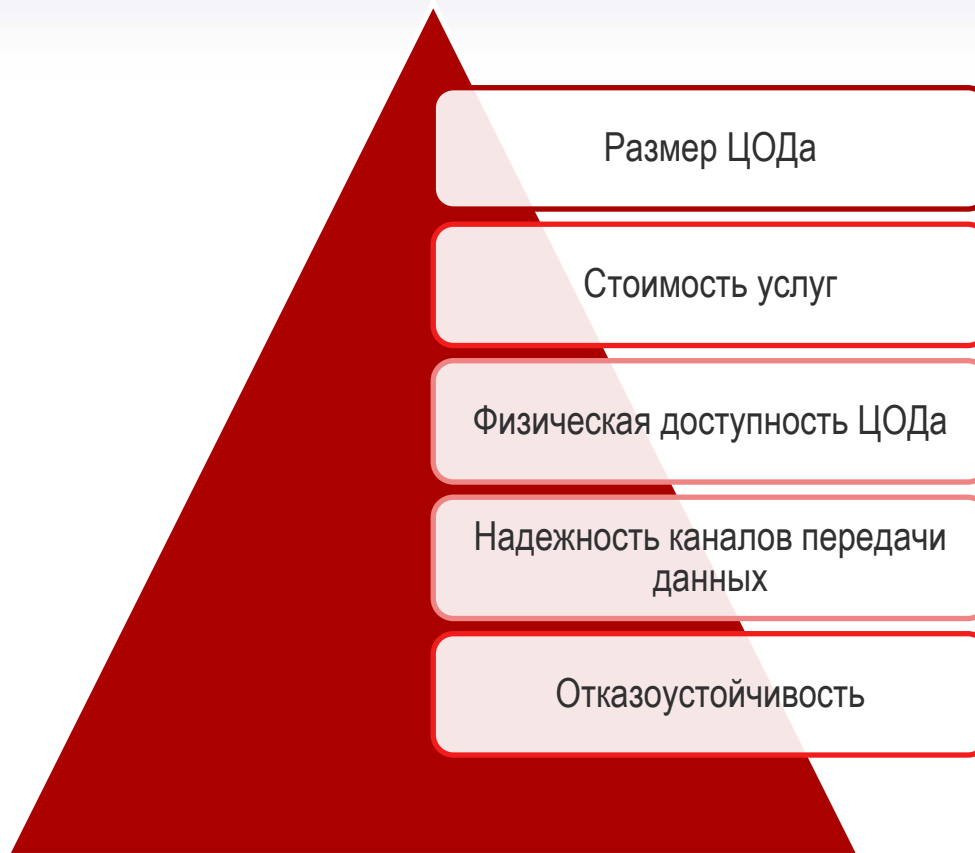 Размер ЦОДа
Стоимость услуг
Физическая доступность ЦОДа
Надежность каналов передачи
данных
Отказоустойчивость